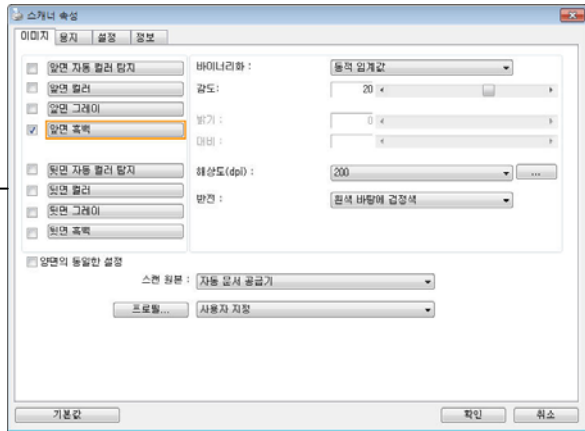 스캐너 속성
이미지 용지 설정 정보
앞면 자동 컬러 탐지
앞면 컬러
앞면 그레이
앞면 흑백
뒷면 자동 컬러 탐지
뒷면 컬러
뒷면 그레이
뒷면 흑백
바이너리화 : 동적 임계값
감도: 20
밝기 : 0
대비 :
해상도(dpi) : 200 ...
반전 : 흰색 바탕에 검정색
양면의 동일한 설정
스캔 원본 : 자동 문서 공급기
프로필... 사용자 지정
기본값 확인 취소